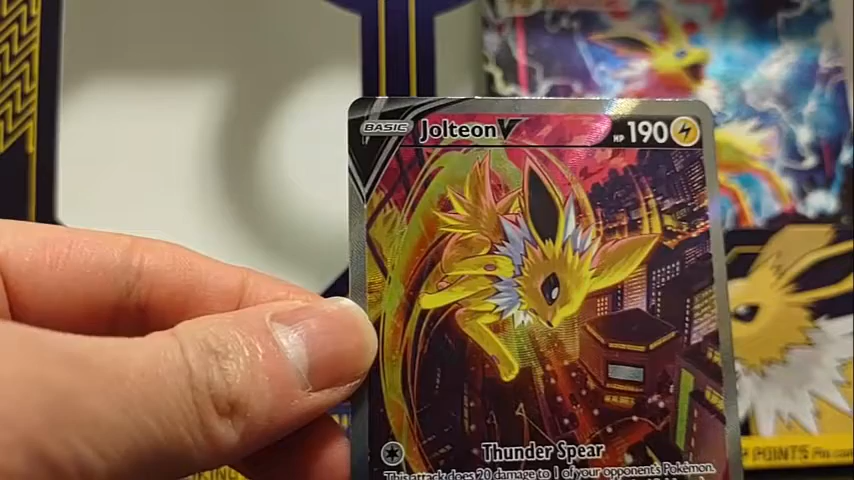 BASIC Jolteon V HP 190
Thunder Spear
This attack does 20 damage to 1 of your opponent's Pokémon.
POINTS